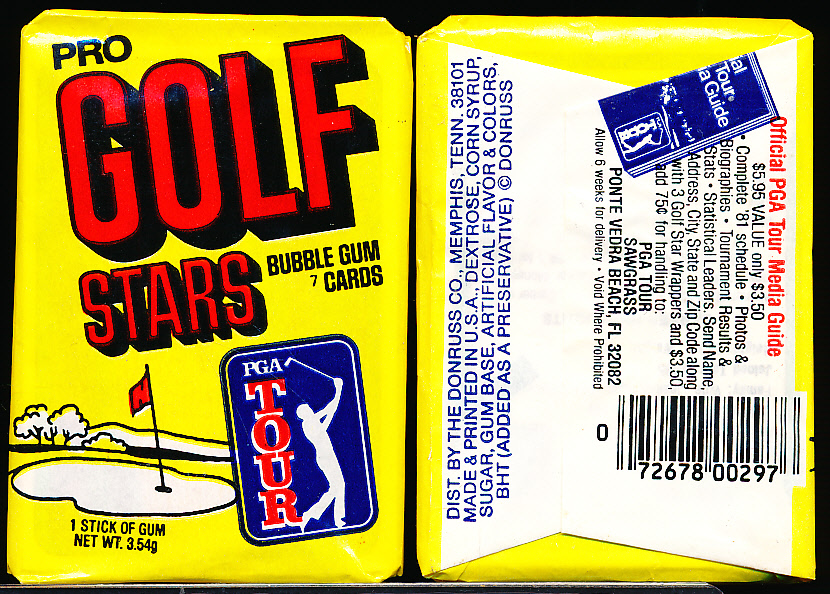 PRO
GOLF
STARS
BUBBLE GUM
7 CARDS
PGA
TOUR
1 STICK OF GUM
NET WT. 3.54g
DIST. BY THE DONRUSS CO., MEMPHIS, TENN. 38101
MADE & PRINTED IN U.S.A. DEXTROSE, CORN SYRUP,
SUGAR, GUM BASE, ARTIFICIAL FLAVOR & COLORS,
BHT (ADDED AS A PRESERVATIVE) © DONRUSS
ial
Tour®
a Guide
Official PGA Tour Media Guide
$5.95 VALUE only $3.50
• Complete '81 schedule • Photos &
Biographies • Tournament Results &
Stats • Statistical Leaders. Send Name,
Address, City, State and Zip Code along
with 3 Golf Star Wrappers and $3.50,
add 75¢ for handling to:
PGA TOUR
SAWGRASS
PONTE VEDRA BEACH, FL 32082
Allow 6 weeks for delivery • Void Where Prohibited
0 72678 00297